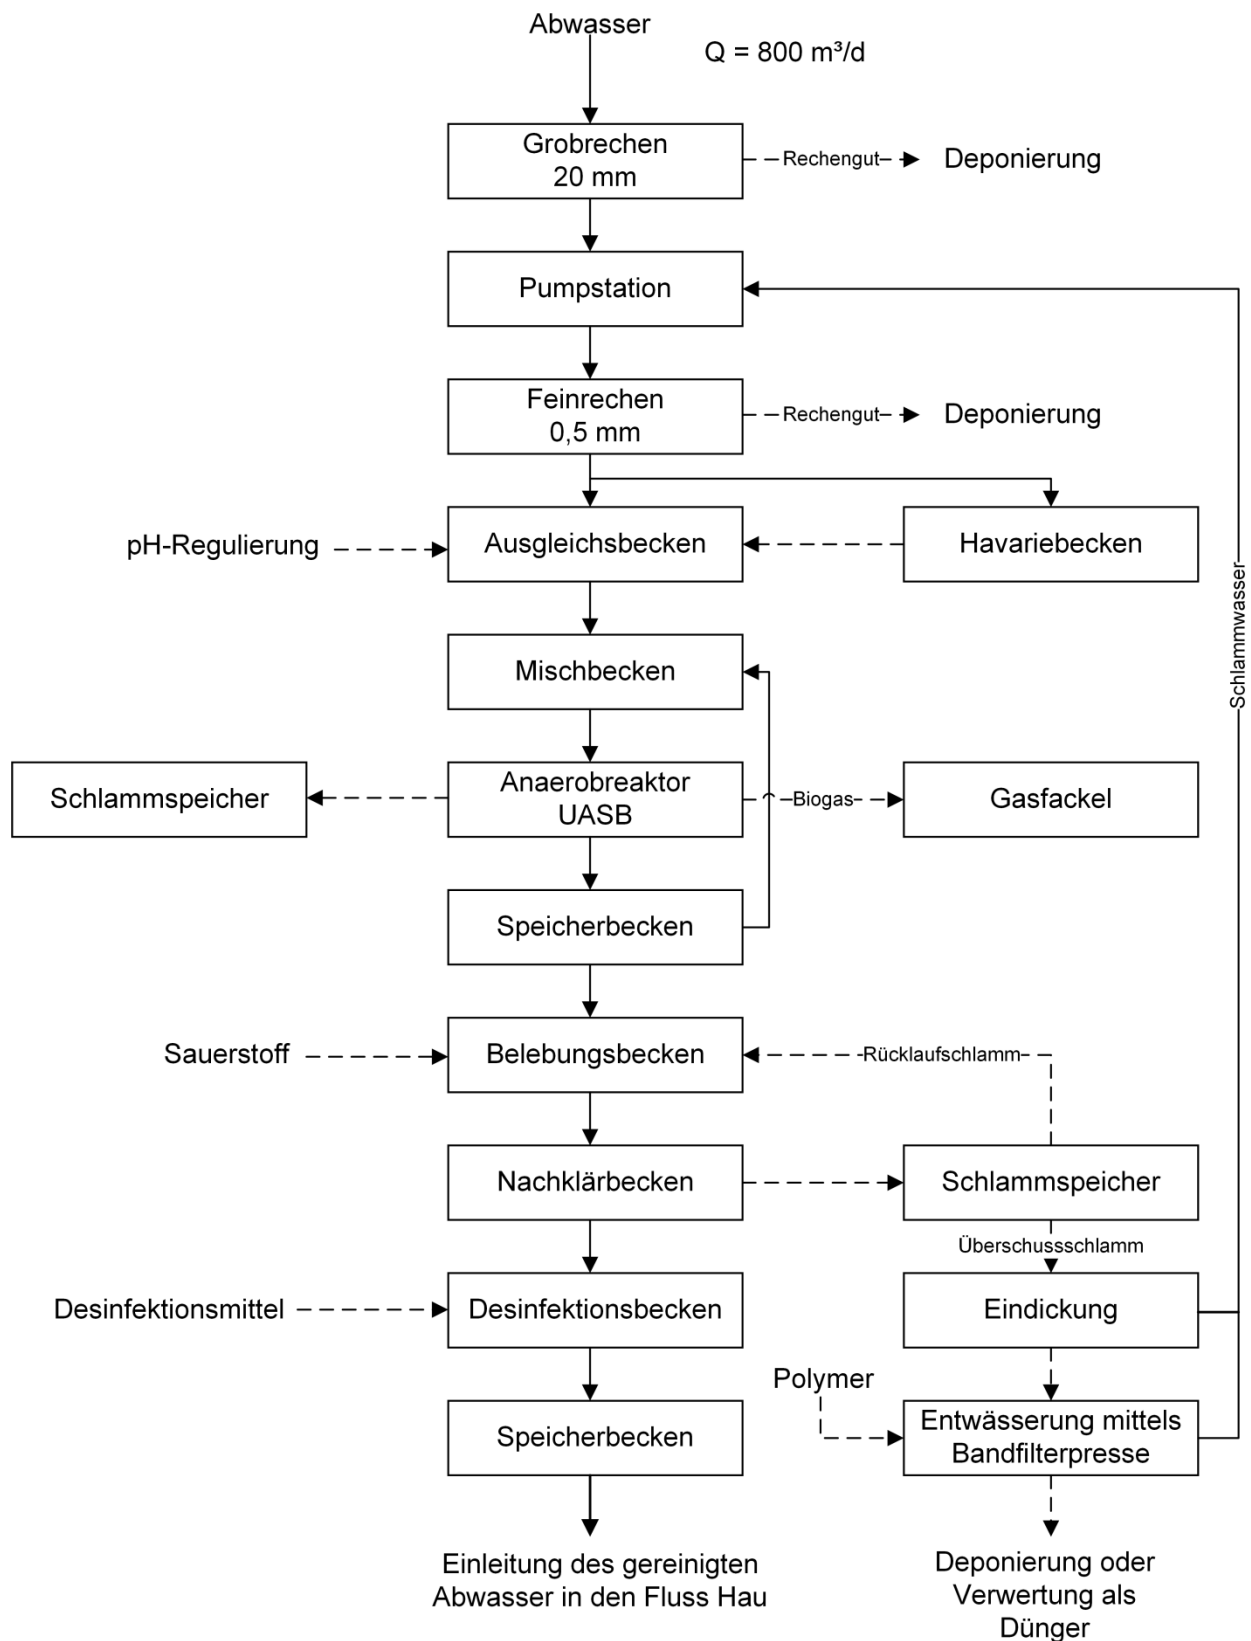 Abwasser
Q = 800 m³/d
Grobrechen
20 mm
Rechengut
Deponierung
Pumpstation
Feinrechen
0,5 mm
Rechengut
Deponierung
pH-Regulierung
Ausgleichsbecken
Havariebecken
Schlammwasser
Mischbecken
Schlammspeicher
Anaerobreaktor
UASB
Biogas
Gasfackel
Speicherbecken
Sauerstoff
Belebungsbecken
Rücklaufschlamm
Nachklärbecken
Schlammspeicher
Überschussschlamm
Desinfektionsmittel
Desinfektionsbecken
Eindickung
Polymer
Speicherbecken
Entwässerung mittels
Bandfilterpresse
Einleitung des gereinigten
Abwasser in den Fluss Hau
Deponierung oder
Verwertung als
Dünger